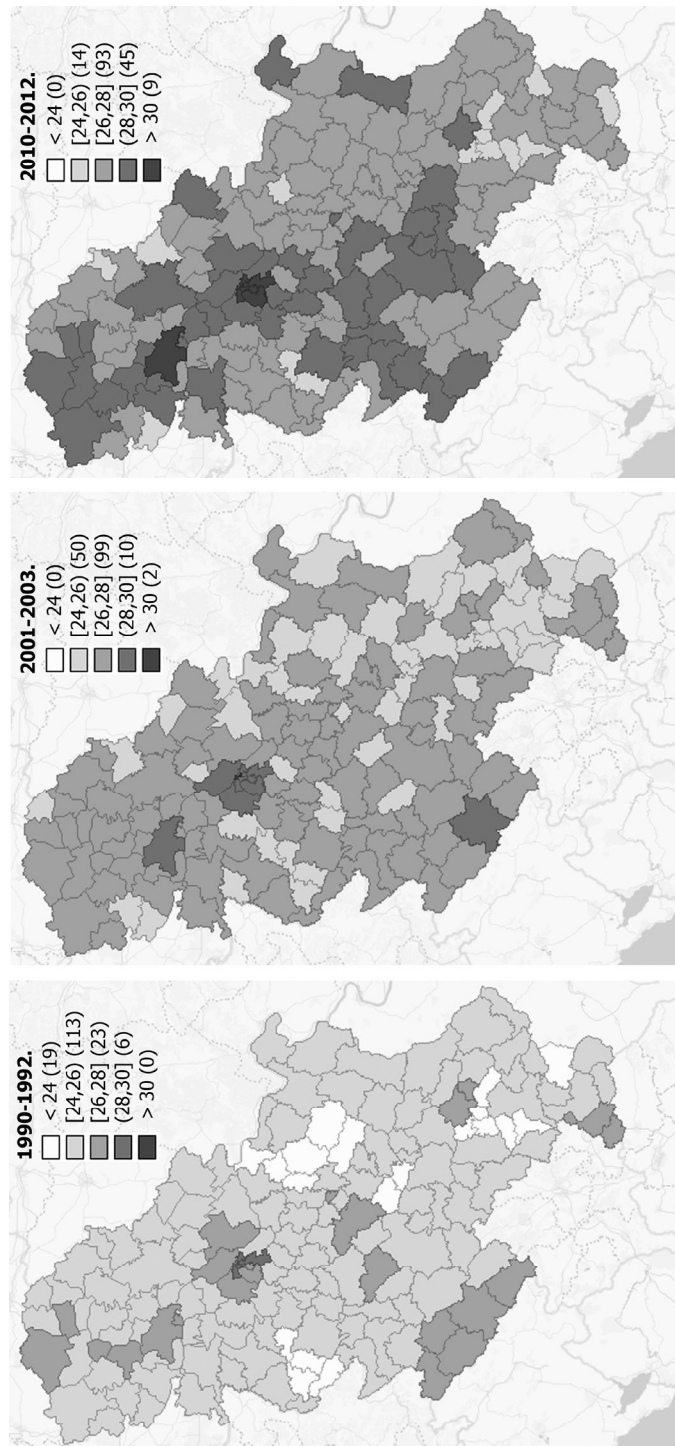 1990-1992.
< 24 (19)
[24,26) (113)
[26,28] (23)
(28,30] (6)
> 30 (0)
2001-2003.
< 24 (0)
[24,26) (50)
[26,28] (99)
(28,30] (10)
> 30 (2)
2010-2012.
< 24 (0)
[24,26) (14)
[26,28] (93)
(28,30] (45)
> 30 (9)